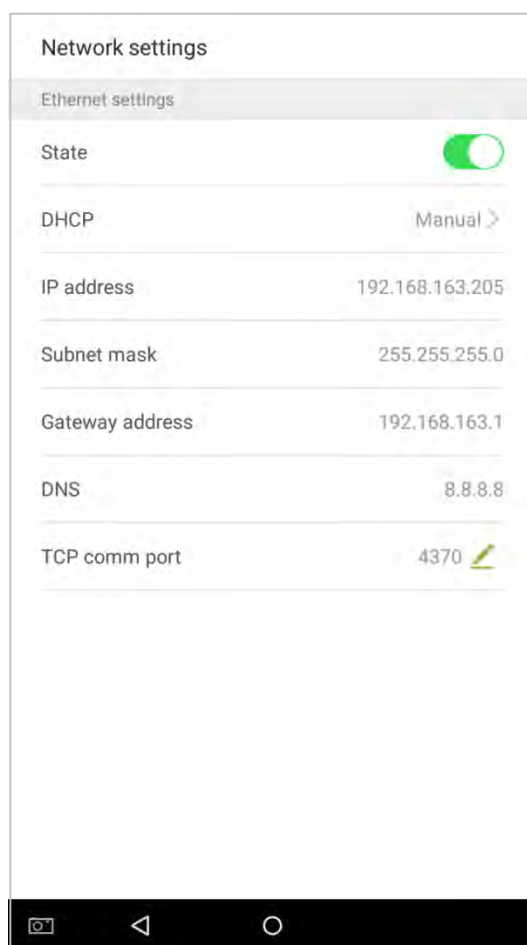 Network settings
Ethernet settings
State
DHCP Manual
IP address 192.168.163.205
Subnet mask 255.255.255.0
Gateway address 192.168.163.1
DNS 8.8.8.8
TCP comm port 4370